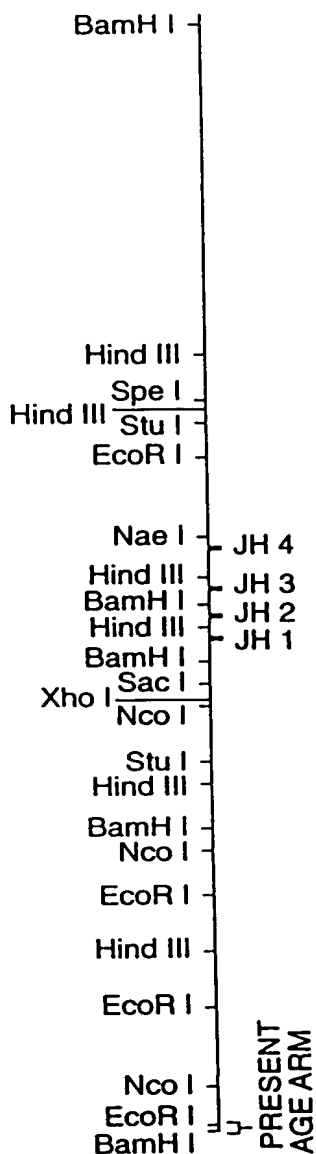 BamH I
Hind III
Spe I
Hind III
Stu I
EcoR I
Nae I
JH 4
Hind III
JH 3
BamH I
JH 2
Hind III
JH 1
BamH I
Sac I
Xho I
Nco I
Stu I
Hind III
BamH I
Nco I
EcoR I
Hind III
EcoR I
Nco I
EcoR I
BamH I
PRESENT
AGE ARM